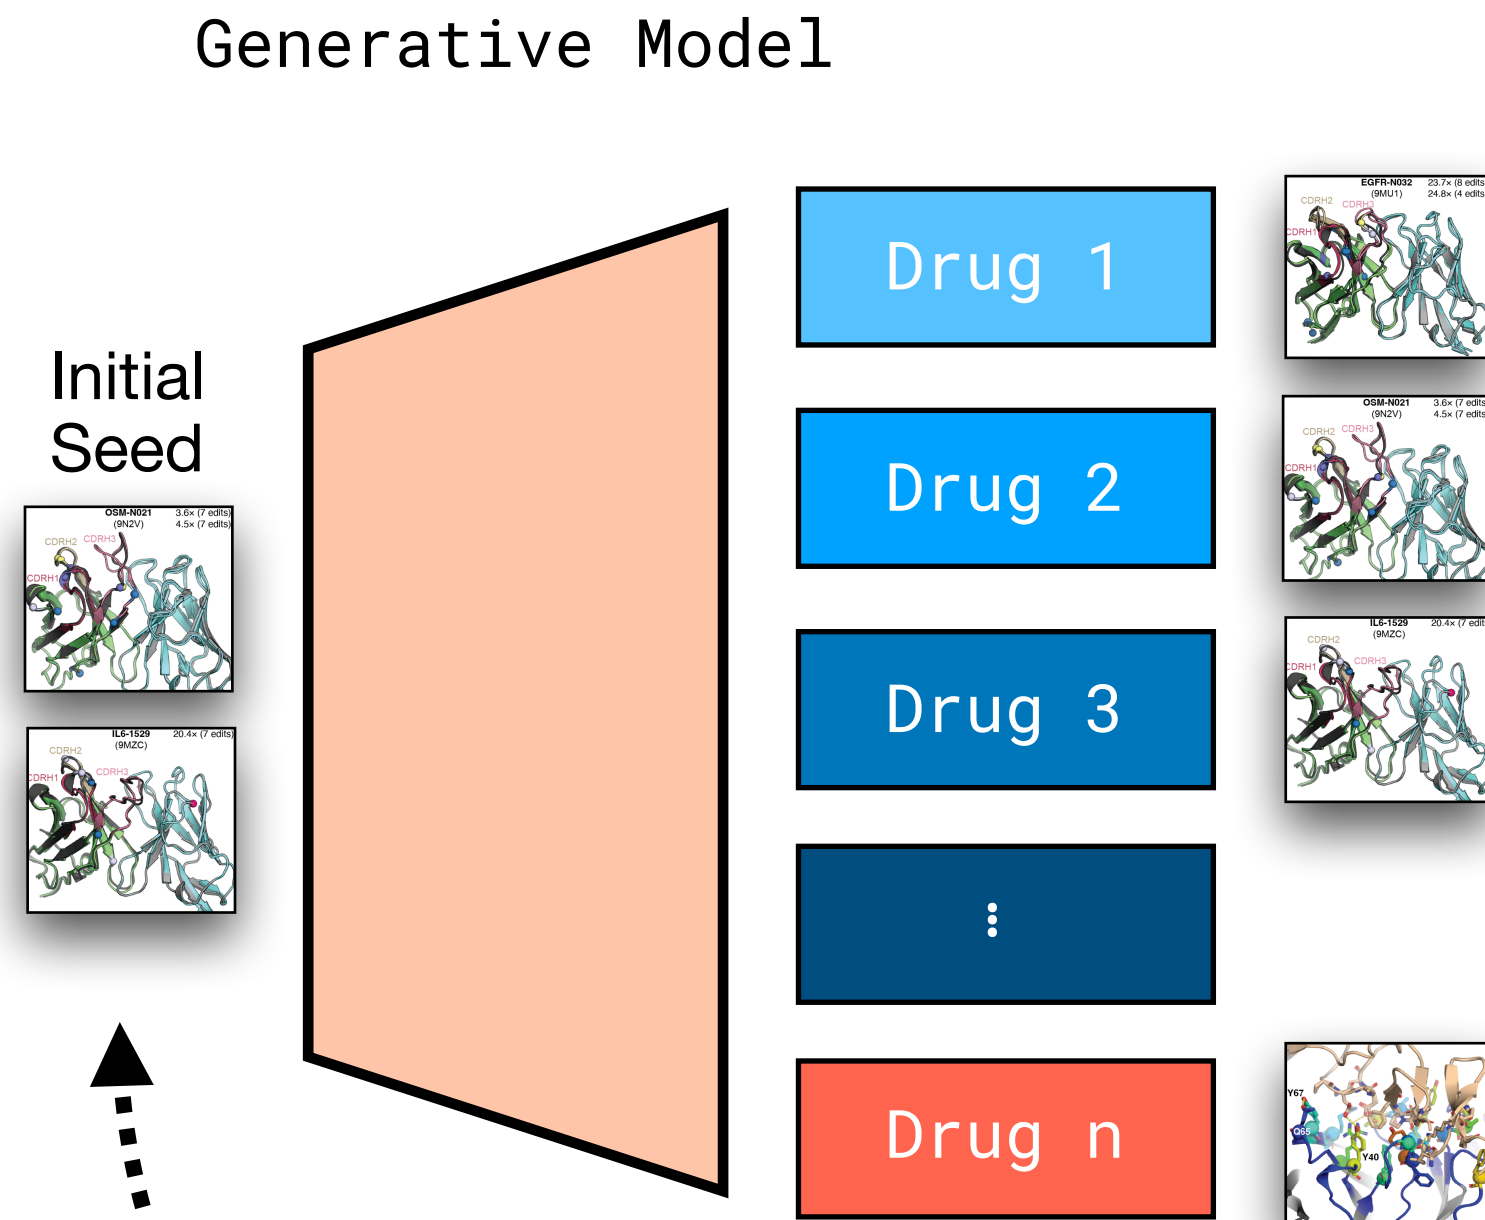 Generative Model
Initial
Seed
OSM-N021 3.6× (7 edits)
(9N2V) 4.5× (7 edits)
CDRH2 CDRH3
CDRH1
IL6-1529 20.4× (7 edits)
(9MZC)
CDRH2
CDRH1 CDRH3
Drug 1
Drug 2
Drug 3
Drug n
EGFR-N032 23.7× (8 edits
(9MU1) 24.8× (4 edits
CDRH2 CDRH3
CDRH1
OSM-N021 3.6× (7 edits
(9N2V) 4.5× (7 edits
CDRH2 CDRH3
CDRH1
IL6-1529 20.4× (7 edit
(9MZC)
CDRH2
CDRH1 CDRH3
Y67
Q65
Y40